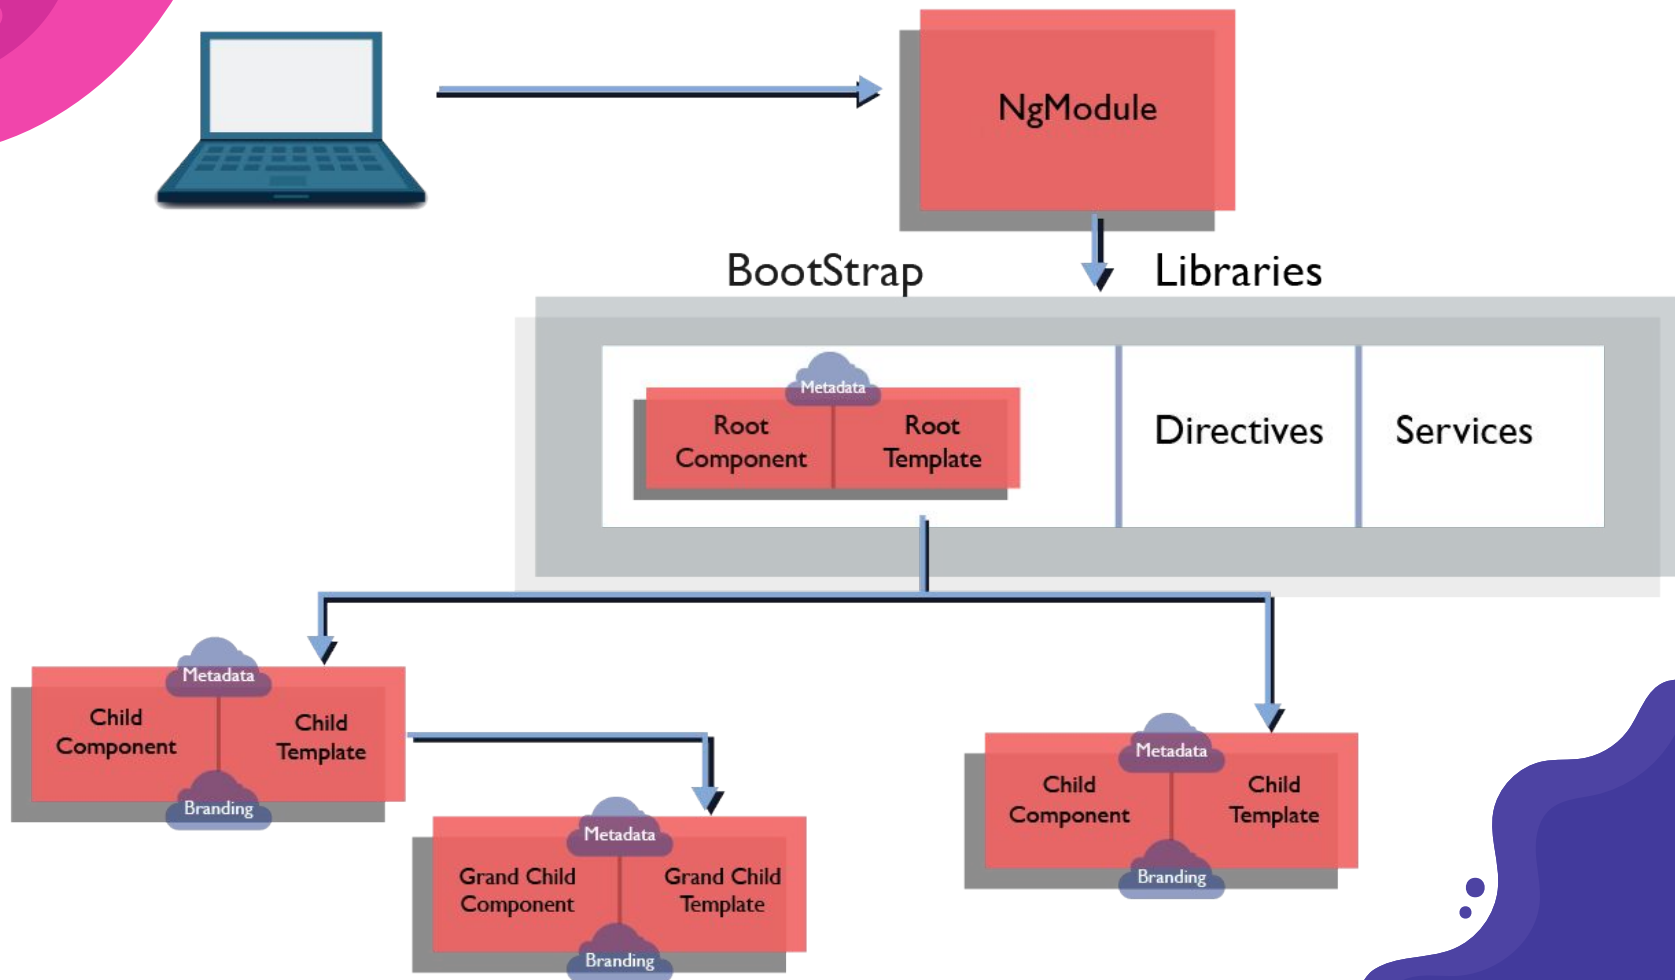 NgModule
BootStrap
Libraries
Metadata
Root
Component
Root
Template
Directives
Services
Metadata
Child
Component
Child
Template
Branding
Metadata
Grand Child
Component
Grand Child
Template
Branding
Metadata
Child
Component
Child
Template
Branding